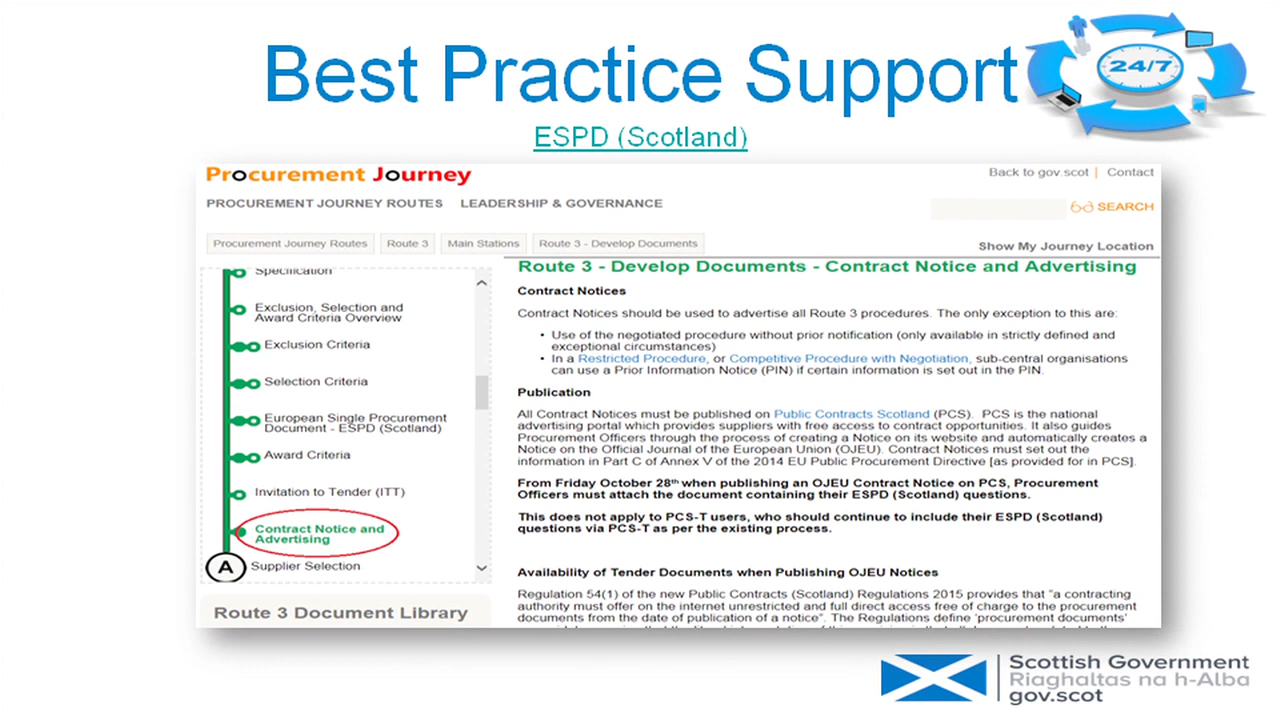 Best Practice Support
24/7
ESPD (Scotland)
Procurement Journey
Back to gov.scot | Contact
PROCUREMENT JOURNEY ROUTES LEADERSHIP & GOVERNANCE
SEARCH
Procurement Journey Routes Route 3 Main Stations Route 3 - Develop Documents
Show My Journey Location
Specification
Exclusion, Selection and
Award Criteria Overview
Exclusion Criteria
Selection Criteria
European Single Procurement
Document - ESPD (Scotland)
Award Criteria
Invitation to Tender (ITT)
Contract Notice and
Advertising
A Supplier Selection
Route 3 Document Library
Route 3 - Develop Documents - Contract Notice and Advertising
Contract Notices
Contract Notices should be used to advertise all Route 3 procedures. The only exception to this are:
• Use of the negotiated procedure without prior notification (only available in strictly defined and
exceptional circumstances)
• In a Restricted Procedure, or Competitive Procedure with Negotiation, sub-central organisations
can use a Prior Information Notice (PIN) if certain information is set out in the PIN.
Publication
All Contract Notices must be published on Public Contracts Scotland (PCS). PCS is the national
advertising portal which provides suppliers with free access to contract opportunities. It also guides
Procurement Officers through the process of creating a Notice on its website and automatically creates a
Notice on the Official Journal of the European Union (OJEU). Contract Notices must set out the
information in Part C of Annex V of the 2014 EU Public Procurement Directive [as provided for in PCS].
From Friday October 28th when publishing an OJEU Contract Notice on PCS, Procurement
Officers must attach the document containing their ESPD (Scotland) questions.
This does not apply to PCS-T users, who should continue to include their ESPD (Scotland)
questions via PCS-T as per the existing process.
Availability of Tender Documents when Publishing OJEU Notices
Regulation 54(1) of the new Public Contracts (Scotland) Regulations 2015 provides that "a contracting
authority must offer on the internet unrestricted and full direct access free of charge to the procurement
documents from the date of publication of a notice". The Regulations define 'procurement documents'
Scottish Government
Riaghaltas na h-Alba
gov.scot